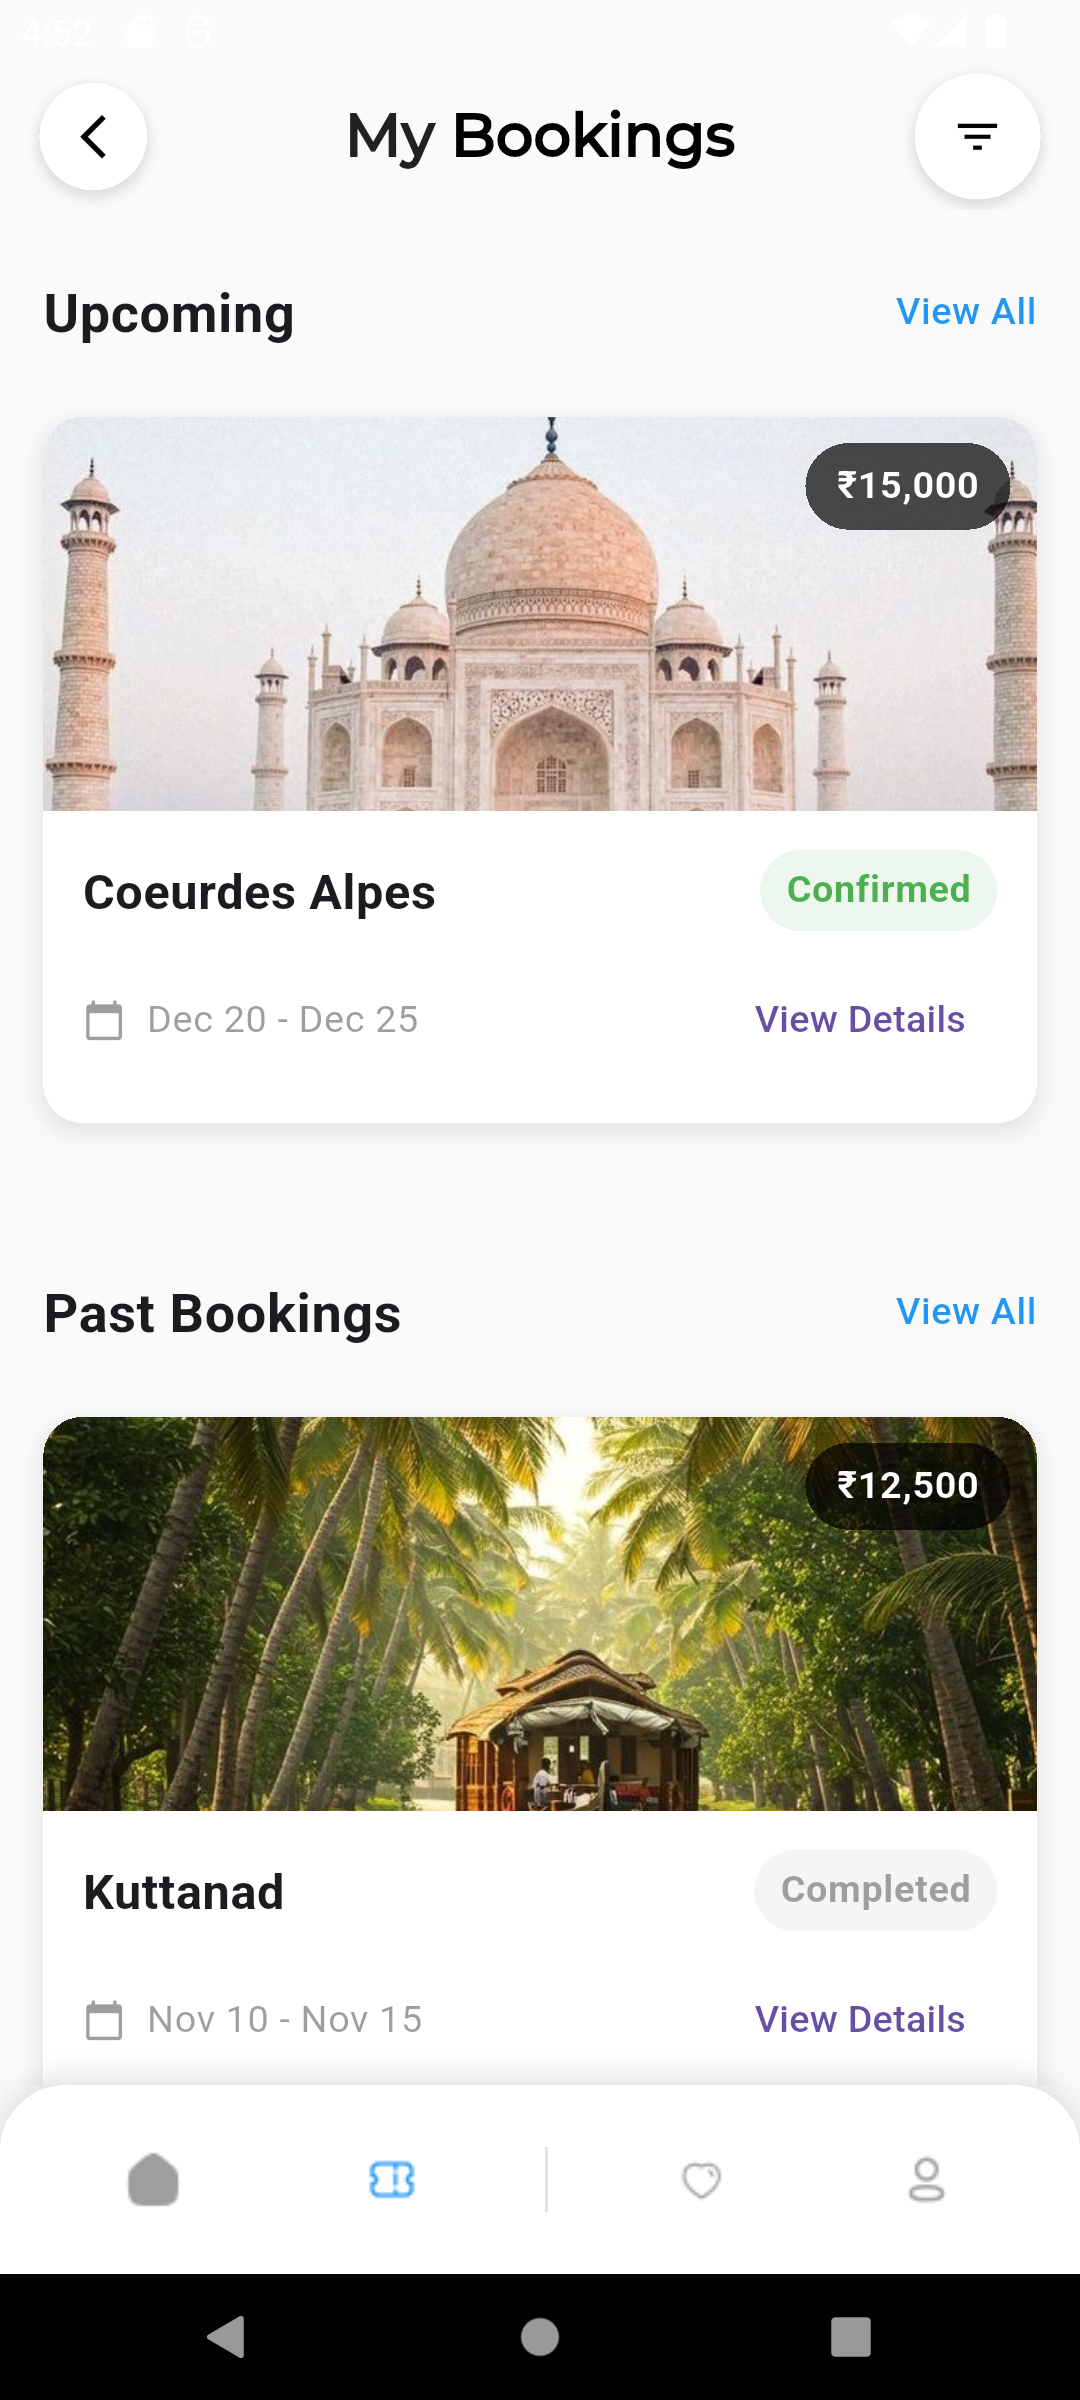 4:52
My Bookings
Upcoming
View All
₹15,000
Coeurdes Alpes
Confirmed
Dec 20 - Dec 25
View Details
Past Bookings
View All
₹12,500
Kuttanad
Completed
Nov 10 - Nov 15
View Details